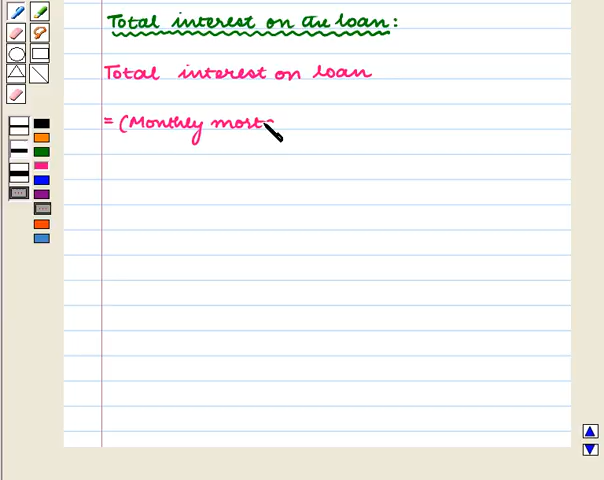 Total interest on the loan:
Total interest on loan
= (Monthly mort